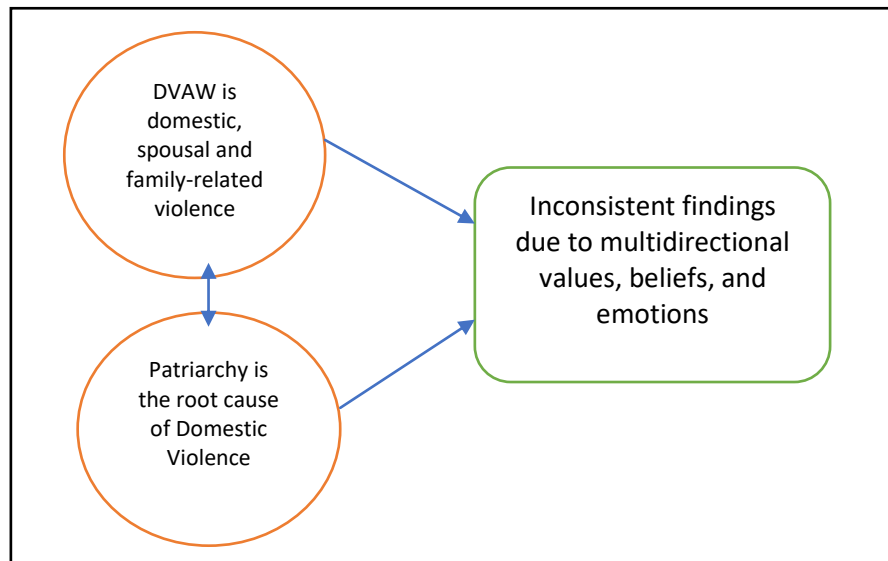 DVAW is
domestic,
spousal and
family-related
violence
Inconsistent findings
due to multidirectional
values, beliefs, and
emotions
Patriarchy is
the root cause
of Domestic
Violence